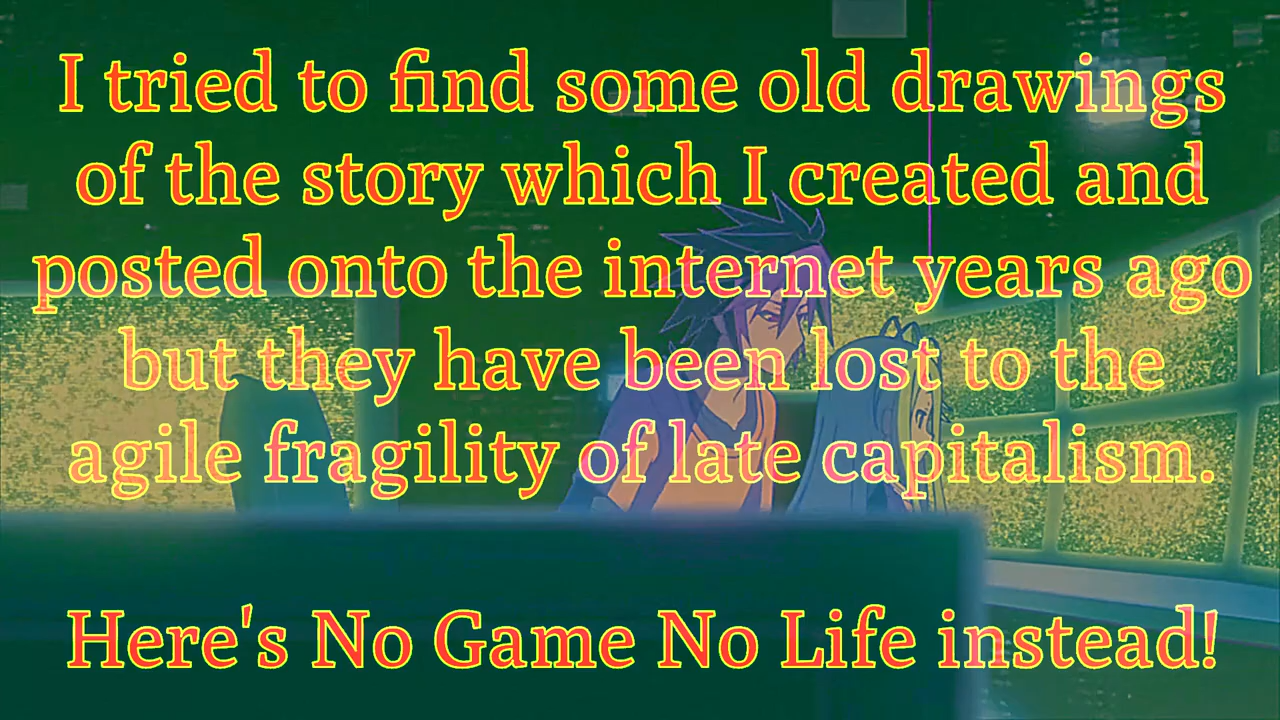 I tried to find some old drawings
of the story which I created and
posted onto the internet years ago
but they have been lost to the
agile fragility of late capitalism.
Here's No Game No Life instead!